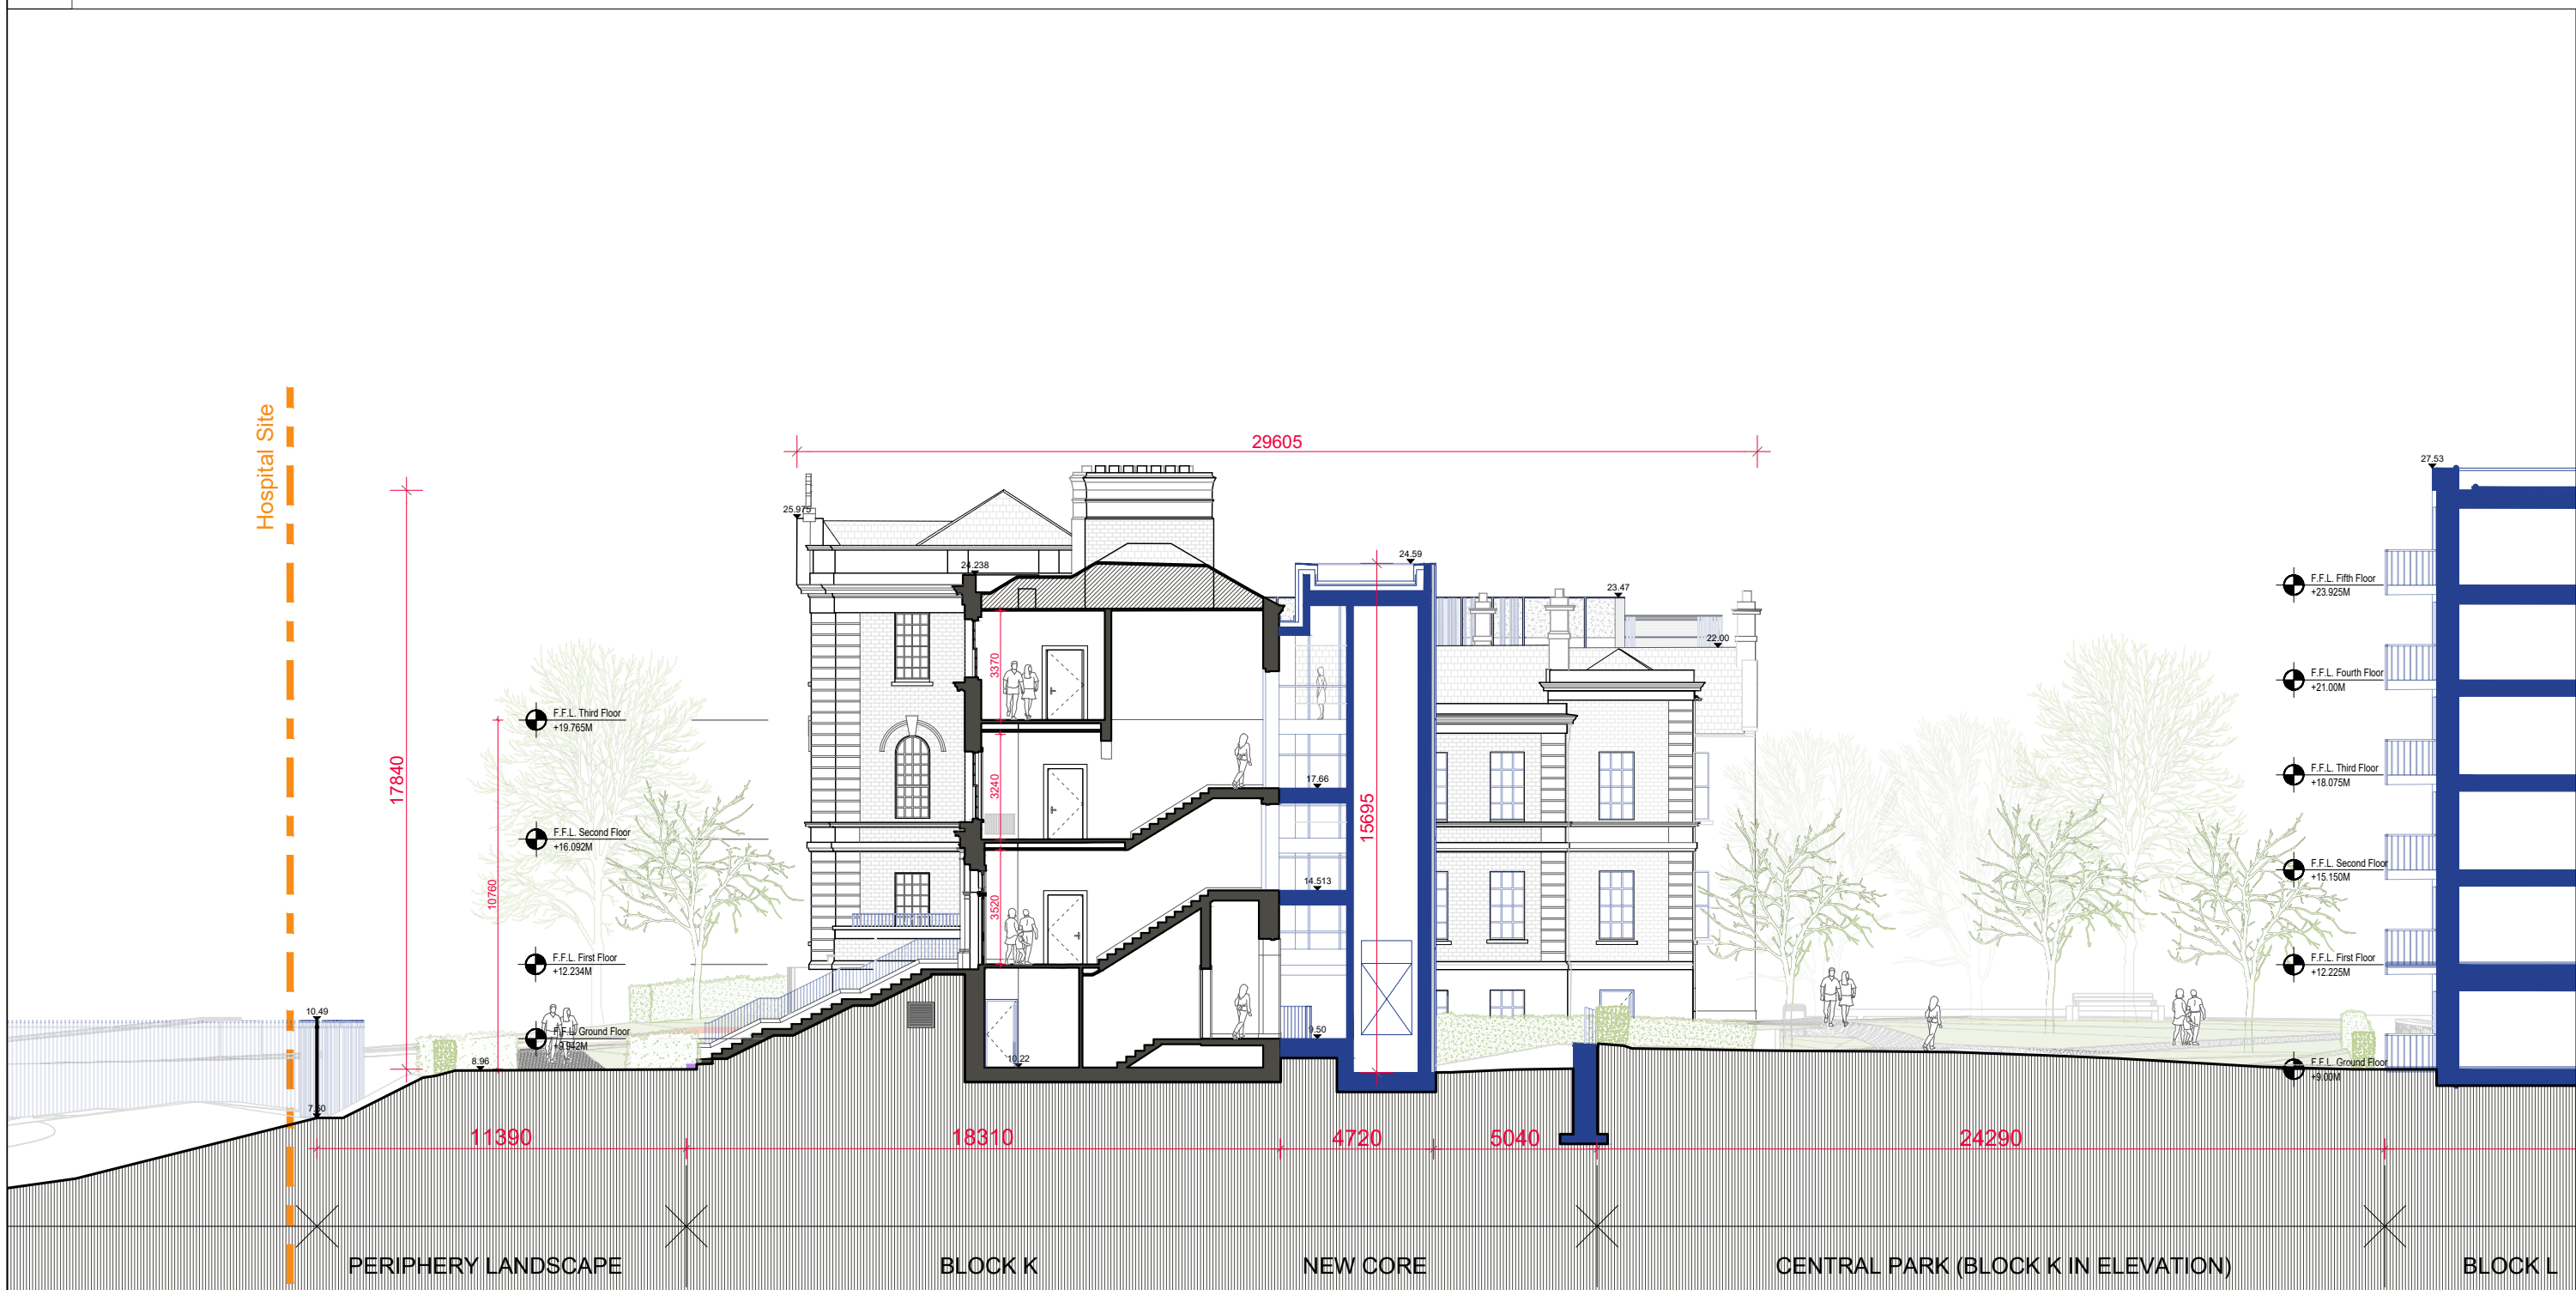 Hospital Site
29605
27.53
25.975
24.59
24.238
23.47
22.00
17840
3370
3240
3520
10760
15695
F.F.L. Third Floor
+19.765M
F.F.L. Second Floor
+16.092M
F.F.L. First Floor
+12.234M
F.F.L. Ground Floor
+9.942M
17.66
14.513
9.50
10.22
10.49
8.96
7.60
F.F.L. Fifth Floor
+23.925M
F.F.L. Fourth Floor
+21.00M
F.F.L. Third Floor
+18.075M
F.F.L. Second Floor
+15.150M
F.F.L. First Floor
+12.225M
F.F.L. Ground Floor
+9.00M
11390
18310
4720
5040
24290
PERIPHERY LANDSCAPE
BLOCK K
NEW CORE
CENTRAL PARK (BLOCK K IN ELEVATION)
BLOCK L